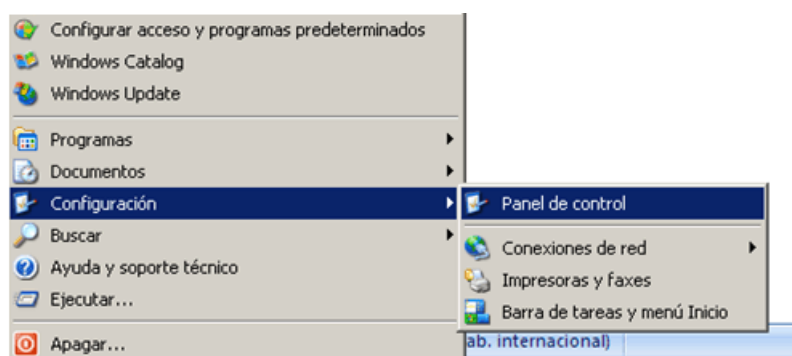 Configurar acceso y programas predeterminados
Windows Catalog
Windows Update
Programas
Documentos
Configuración
Buscar
Ayuda y soporte técnico
Ejecutar...
Apagar...
Panel de control
Conexiones de red
Impresoras y faxes
Barra de tareas y menú Inicio
ab. internacional)